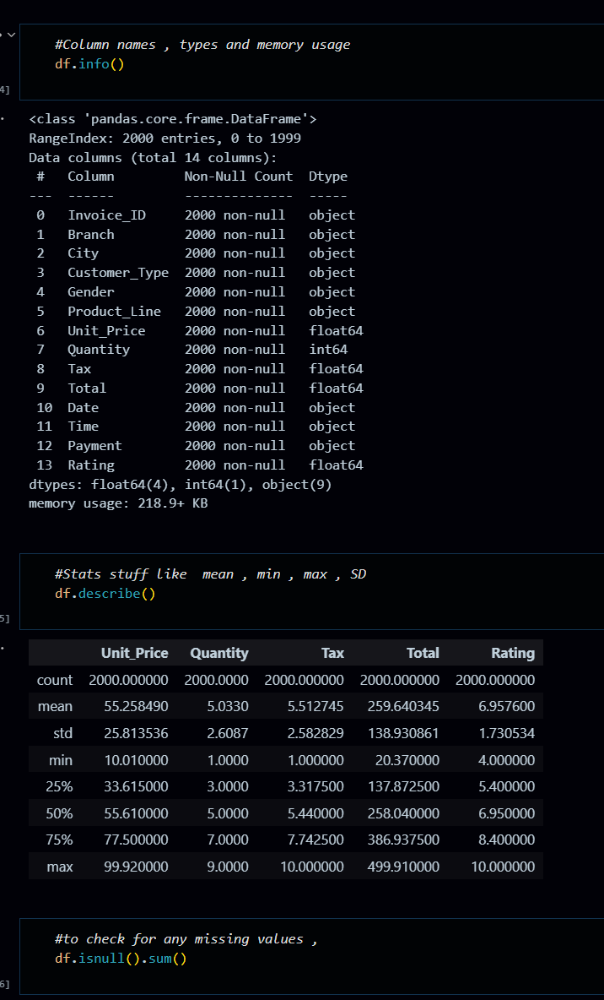 #Column names , types and memory usage
df.info()
4]
<class 'pandas.core.frame.DataFrame'>
RangeIndex: 2000 entries, 0 to 1999
Data columns (total 14 columns):
 #   Column         Non-Null Count  Dtype
---  ------         --------------  -----
 0   Invoice_ID     2000 non-null   object
 1   Branch         2000 non-null   object
 2   City           2000 non-null   object
 3   Customer_Type  2000 non-null   object
 4   Gender         2000 non-null   object
 5   Product_Line   2000 non-null   object
 6   Unit_Price     2000 non-null   float64
 7   Quantity       2000 non-null   int64
 8   Tax            2000 non-null   float64
 9   Total          2000 non-null   float64
 10  Date           2000 non-null   object
 11  Time           2000 non-null   object
 12  Payment        2000 non-null   object
 13  Rating         2000 non-null   float64
dtypes: float64(4), int64(1), object(9)
memory usage: 218.9+ KB
#Stats stuff like  mean , min , max , SD
df.describe()
5]
Unit_Price Quantity Tax Total Rating
count 2000.000000 2000.0000 2000.000000 2000.000000 2000.000000
mean 55.258490 5.0330 5.512745 259.640345 6.957600
std 25.813536 2.6087 2.582829 138.930861 1.730534
min 10.010000 1.0000 1.000000 20.370000 4.000000
25% 33.615000 3.0000 3.317500 137.872500 5.400000
50% 55.610000 5.0000 5.440000 258.040000 6.950000
75% 77.500000 7.0000 7.742500 386.937500 8.400000
max 99.920000 9.0000 10.000000 499.910000 10.000000
#to check for any missing values ,
df.isnull().sum()
6]